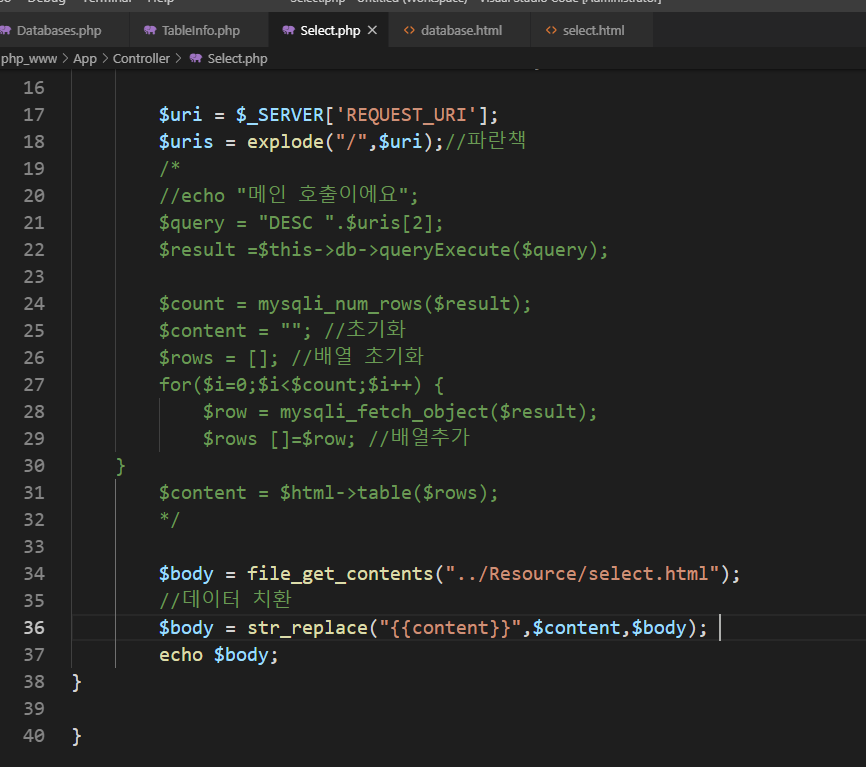 Databases.php TableInfo.php Select.php database.html select.html
php_www > App > Controller > Select.php
16
17 $uri = $_SERVER['REQUEST_URI'];
18 $uris = explode("/",$uri);//파란책
19 /*
20 //echo "메인 호출이에요";
21 $query = "DESC ".$uris[2];
22 $result =$this->db->queryExecute($query);
23
24 $count = mysqli_num_rows($result);
25 $content = ""; //초기화
26 $rows = []; //배열 초기화
27 for($i=0;$i<$count;$i++) {
28 $row = mysqli_fetch_object($result);
29 $rows []=$row; //배열추가
30 }
31 $content = $html->table($rows);
32 */
33
34 $body = file_get_contents("../Resource/select.html");
35 //데이터 치환
36 $body = str_replace("{{content}}",$content,$body);
37 echo $body;
38 }
39
40 }